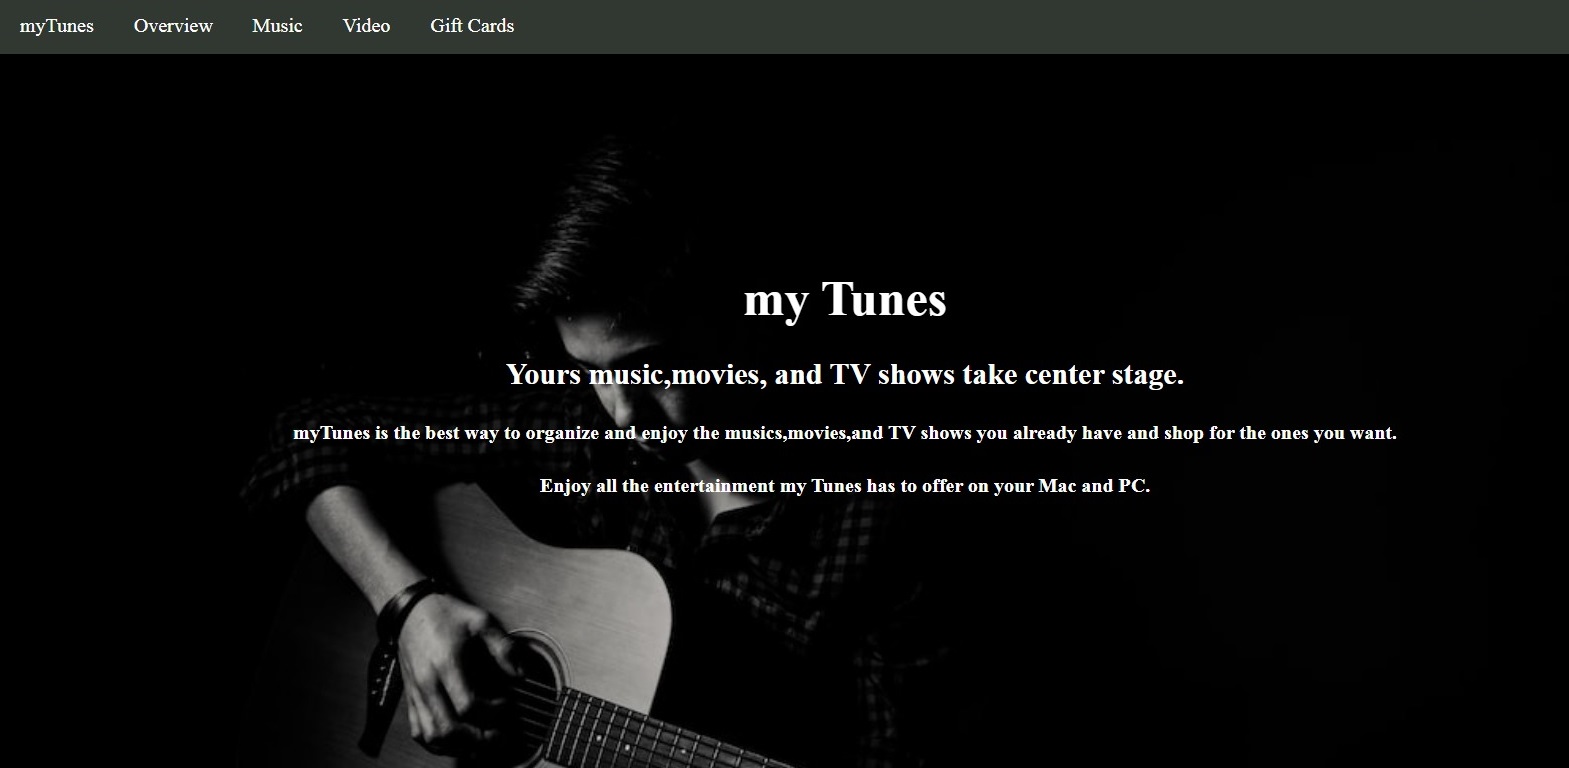 myTunes Overview Music Video Gift Cards
my Tunes
Yours music,movies, and TV shows take center stage.
myTunes is the best way to organize and enjoy the musics,movies,and TV shows you already have and shop for the ones you want.
Enjoy all the entertainment my Tunes has to offer on your Mac and PC.